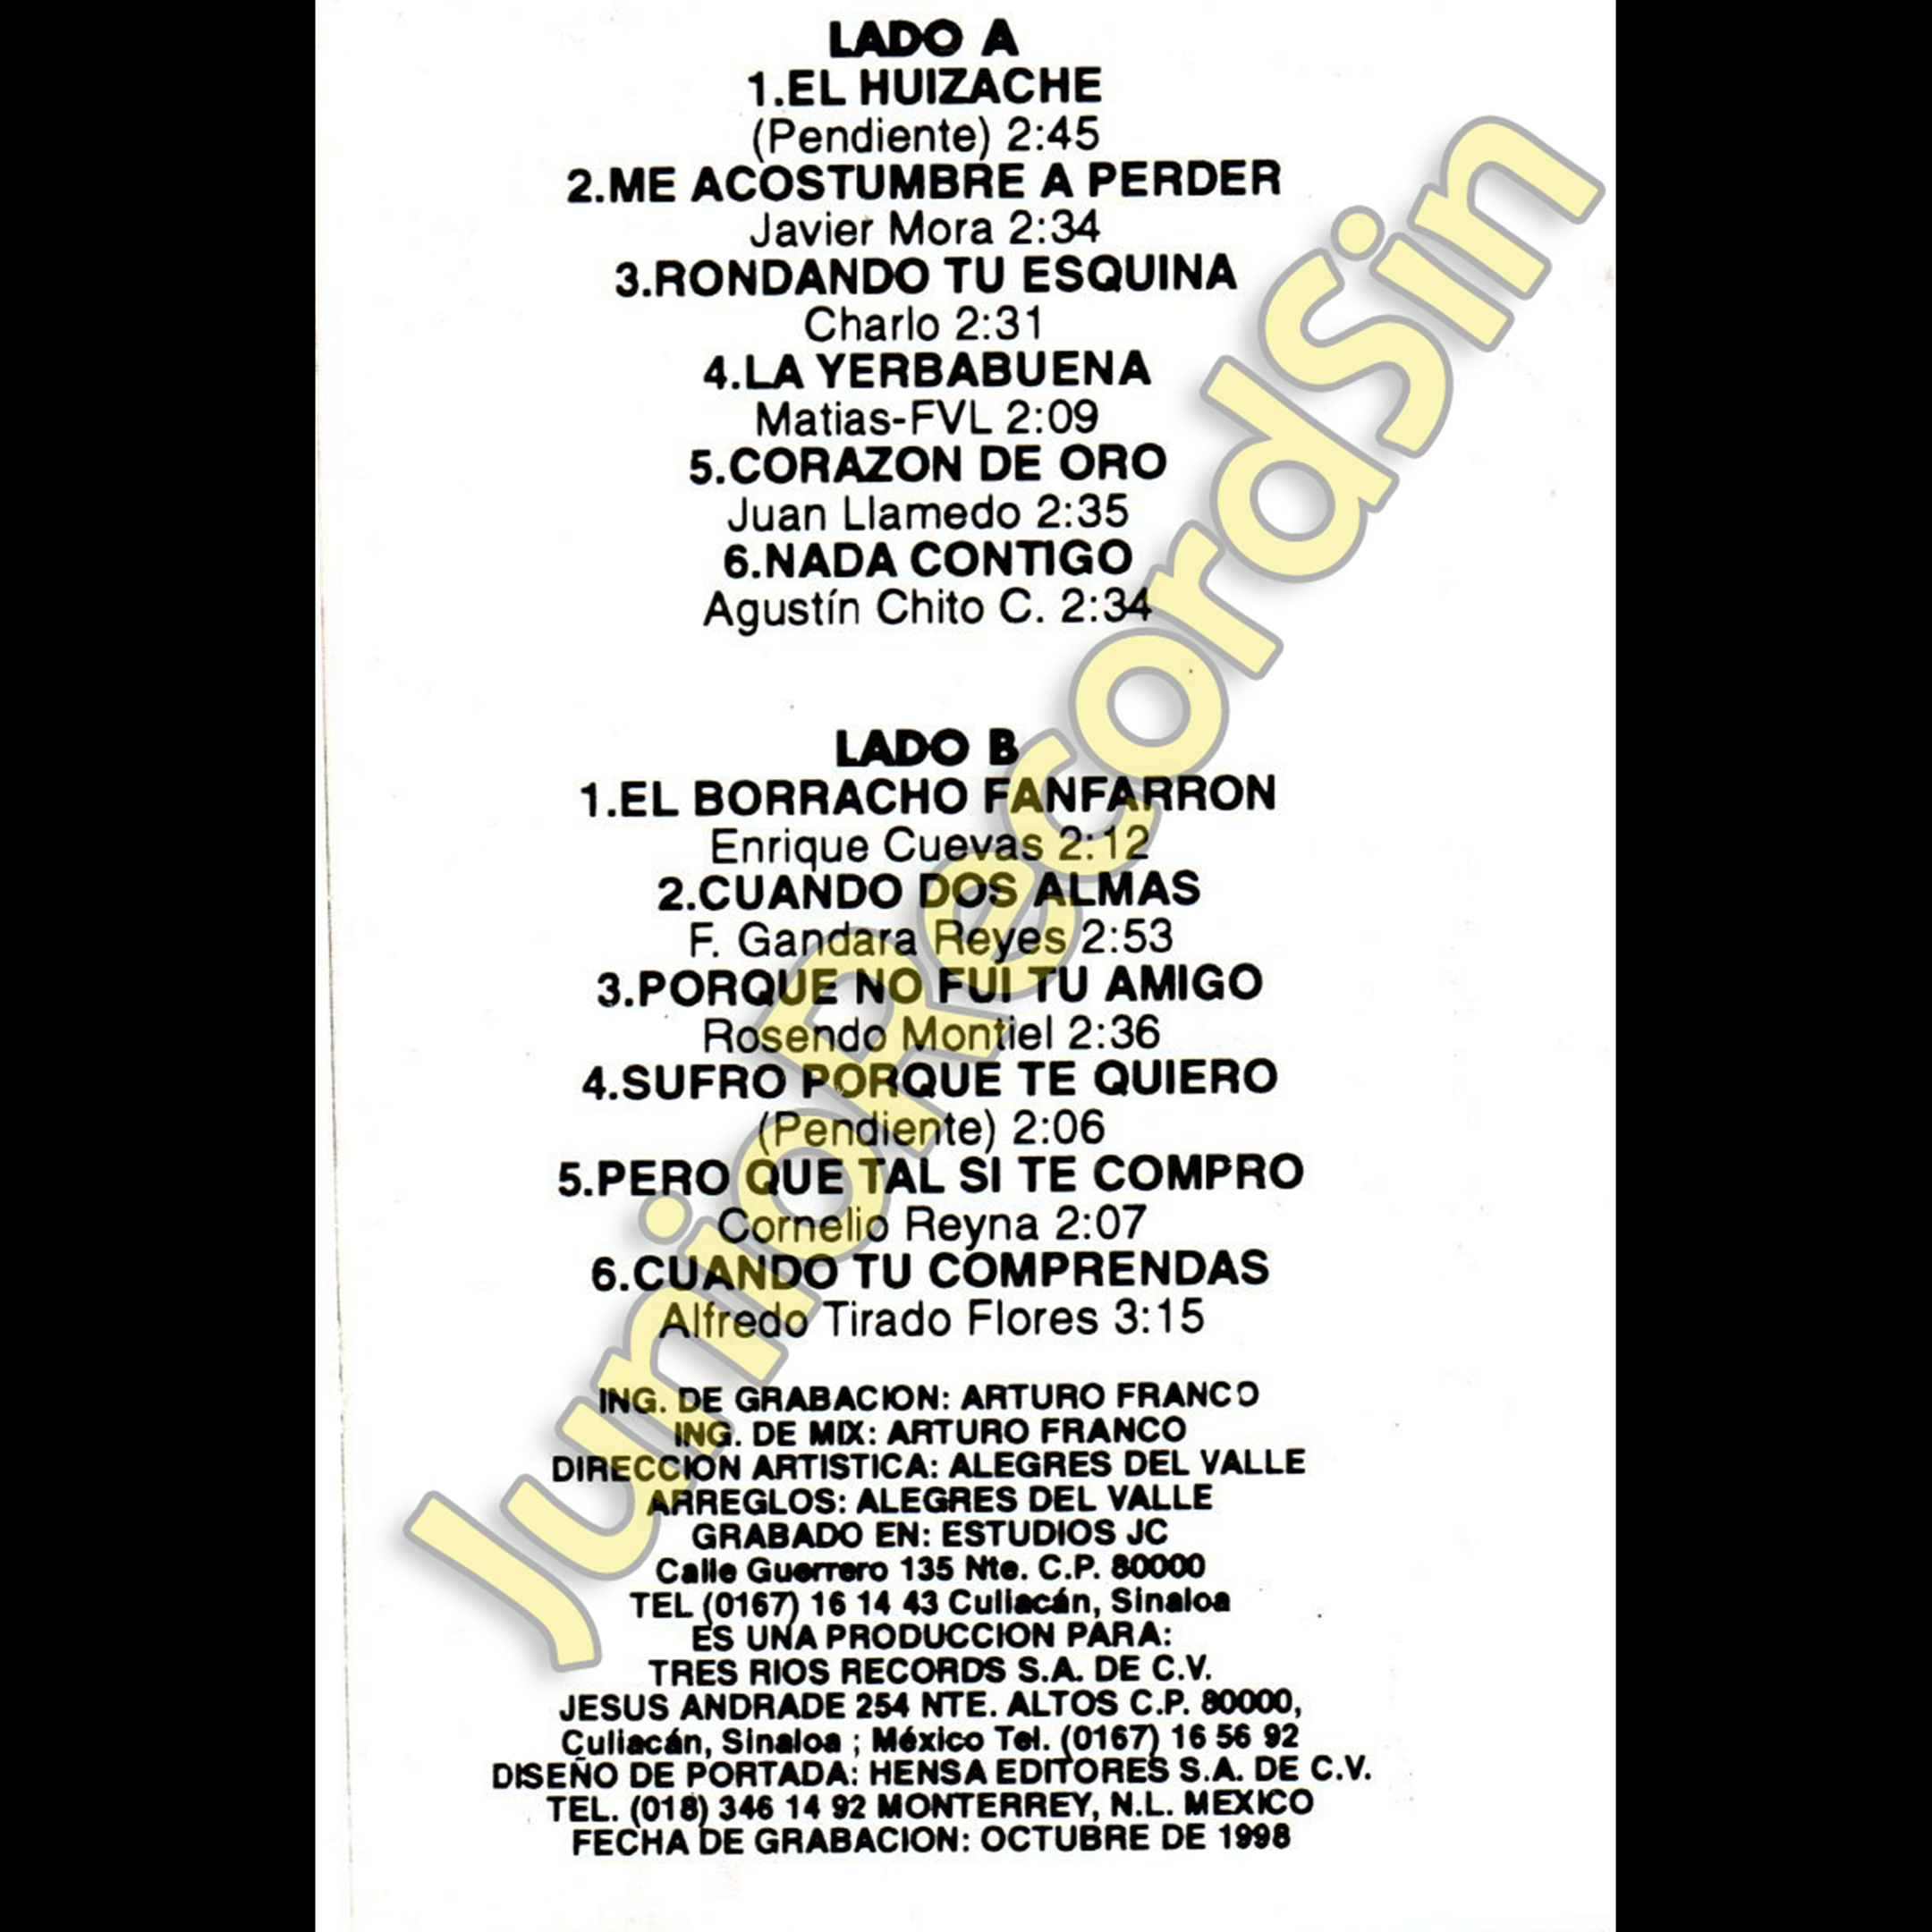 LADO A
1.EL HUIZACHE
(Pendiente) 2:45
2.ME ACOSTUMBRE A PERDER
Javier Mora 2:34
3.RONDANDO TU ESQUINA
Charlo 2:31
4.LA YERBABUENA
Matias-FVL 2:09
5.CORAZON DE ORO
Juan Llamedo 2:35
6.NADA CONTIGO
Agustín Chito C. 2:34
LADO B
1.EL BORRACHO FANFARRON
Enrique Cuevas 2:12
2.CUANDO DOS ALMAS
F. Gandara Reyes 2:53
3.PORQUE NO FUI TU AMIGO
Rosendo Montiel 2:36
4.SUFRO PORQUE TE QUIERO
(Pendiente) 2:06
5.PERO QUE TAL SI TE COMPRO
Cornelio Reyna 2:07
6.CUANDO TU COMPRENDAS
Alfredo Tirado Flores 3:15
ING. DE GRABACION: ARTURO FRANCO
ING. DE MIX: ARTURO FRANCO
DIRECCION ARTISTICA: ALEGRES DEL VALLE
ARREGLOS: ALEGRES DEL VALLE
GRABADO EN: ESTUDIOS JC
Calle Guerrero 135 Nte. C.P. 80000
TEL (0167) 16 14 43 Culiacán, Sinaloa
ES UNA PRODUCCION PARA:
TRES RIOS RECORDS S.A. DE C.V.
JESUS ANDRADE 254 NTE. ALTOS C.P. 80000,
Culiacán, Sinaloa ; México Tel. (0167) 16 56 92
DISEÑO DE PORTADA: HENSA EDITORES S.A. DE C.V.
TEL. (018) 346 14 92 MONTERREY, N.L. MEXICO
FECHA DE GRABACION: OCTUBRE DE 1998
JunioRecordSin